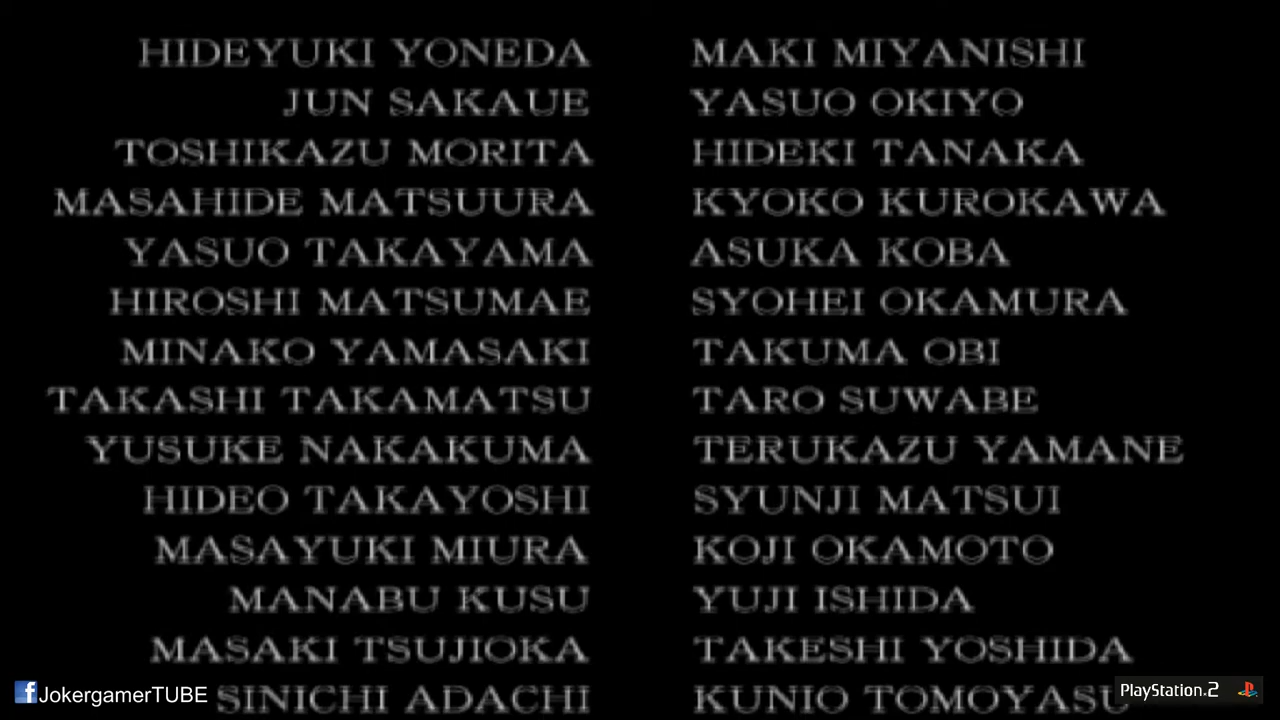 HIDEYUKI YONEDA MAKI MIYANISHI
JUN SAKAUE YASUO OKIYO
TOSHIKAZU MORITA HIDEKI TANAKA
MASAHIDE MATSUURA KYOKO KUROKAWA
YASUO TAKAYAMA ASUKA KOBA
HIROSHI MATSUMAE SYOHEI OKAMURA
MINAKO YAMASAKI TAKUMA OBI
TAKASHI TAKAMATSU TARO SUWABE
YUSUKE NAKAKUMA TERUKAZU YAMANE
HIDEO TAKAYOSHI SYUNJI MATSUI
MASAYUKI MIURA KOJI OKAMOTO
MANABU KUSU YUJI ISHIDA
MASAKI TSUJIOKA TAKESHI YOSHIDA
SINICHI ADACHI KUNIO TOMOYASU
JokergamerTUBE
PlayStation.2